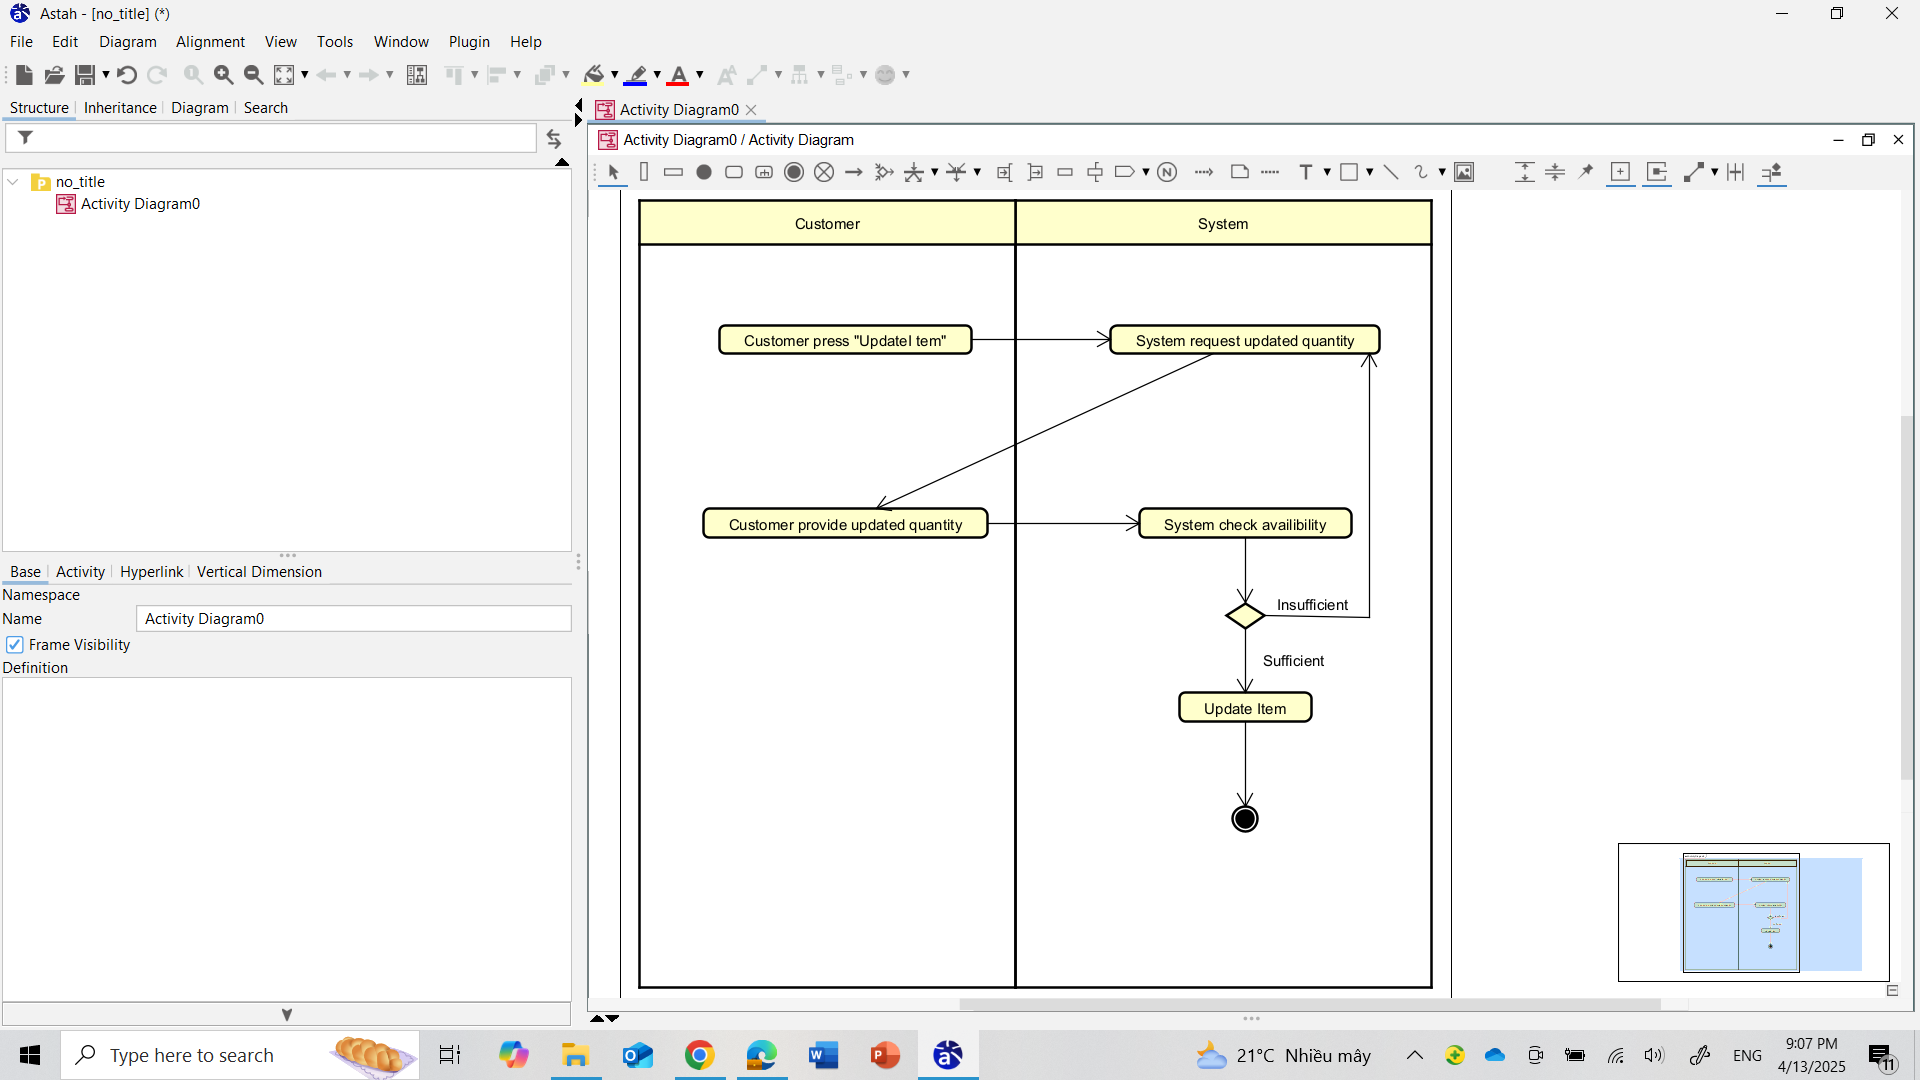 Astah - [no_title] (*)
File Edit Diagram Alignment View Tools Window Plugin Help
Structure Inheritance Diagram Search
Activity Diagram0
Activity Diagram0 / Activity Diagram
no_title
Activity Diagram0
Customer System
Customer press "UpdateI tem" System request updated quantity
Customer provide updated quantity System check availibility
Insufficient
Sufficient
Update Item
Base Activity Hyperlink Vertical Dimension
Namespace
Name Activity Diagram0
Frame Visibility
Definition
Type here to search
21°C Nhiều mây
ENG
9:07 PM
4/13/2025
11